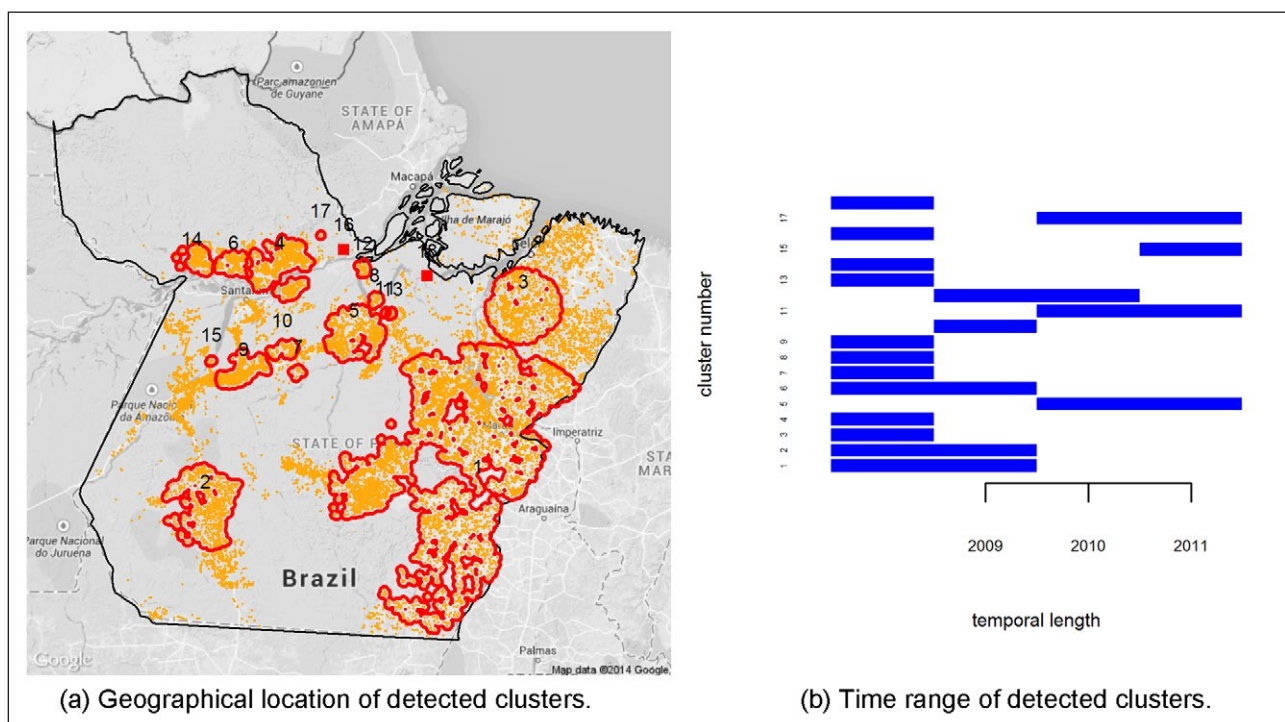 Parc amazonien
de Guyane
STATE OF
AMAPÁ
Macapá
17
16
Ilha de Marajó
14
6
4
12
8
3
11
13
5
10
15
9
7
Parque Nacional
da Amazônia
STATE OF
Imperatriz
1
2
Araguaína
Parque Nacional
do Juruena
Brazil
Palmas
Google
Map data ©2014 Google,
(a) Geographical location of detected clusters.
cluster number
17
15
13
11
9
8
7
6
5
4
3
2
1
2009 2010 2011
temporal length
(b) Time range of detected clusters.